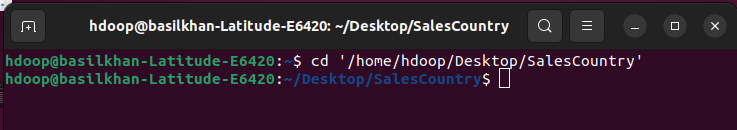 hdoop@basilkhan-Latitude-E6420: ~/Desktop/SalesCountry
hdoop@basilkhan-Latitude-E6420:~$ cd '/home/hdoop/Desktop/SalesCountry'
hdoop@basilkhan-Latitude-E6420:~/Desktop/SalesCountry$